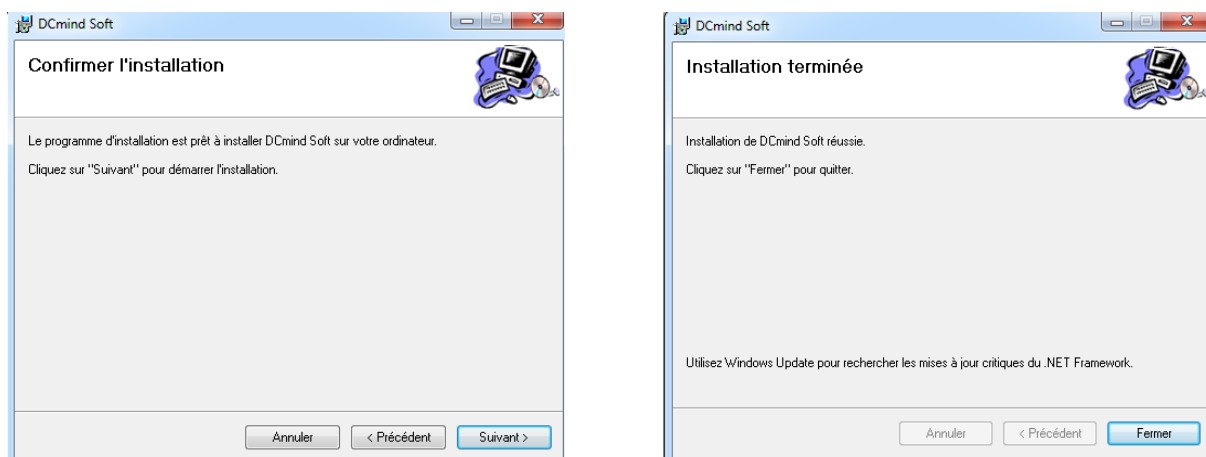 DCmind Soft
Confirmer l'installation
Le programme d'installation est prêt à installer DCmind Soft sur votre ordinateur.
Cliquez sur "Suivant" pour démarrer l'installation.
Annuler
< Précédent
Suivant >
DCmind Soft
Installation terminée
Installation de DCmind Soft réussie.
Cliquez sur "Fermer" pour quitter.
Utilisez Windows Update pour rechercher les mises à jour critiques du .NET Framework.
Annuler
< Précédent
Fermer